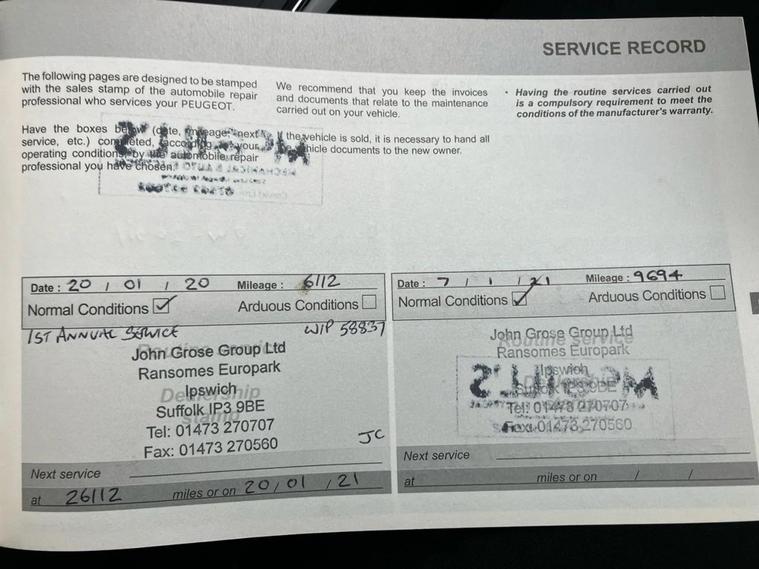 SERVICE RECORD
The following pages are designed to be stamped
with the sales stamp of the automobile repair
professional who services your PEUGEOT.
Have the boxes below (date, mileage, next
service, etc.) completed, according to your
operating conditions, by the automobile repair
professional you have chosen.
We recommend that you keep the invoices
and documents that relate to the maintenance
carried out on your vehicle.
If the vehicle is sold, it is necessary to hand all
vehicle documents to the new owner.
• Having the routine services carried out
is a compulsory requirement to meet the
conditions of the manufacturer's warranty.
Date : 20 / 01 / 20 Mileage : 6112
Normal Conditions ☑ Arduous Conditions ☐
1ST ANNUAL SERVICE WIP 58837
John Grose Group Ltd
Ransomes Europark
Ipswich
Suffolk IP3 9BE
Tel: 01473 270707
Fax: 01473 270560
JC
Next service
at 26112 miles or on 20 / 01 / 21
Date : 7 / 1 / 21 Mileage : 9694
Normal Conditions ☑ Arduous Conditions ☐
Routine Service
John Grose Group Ltd
Ransomes Europark
Ipswich
Tel: 01473 270707
Fax: 01473 270560
Next service
at miles or on / /